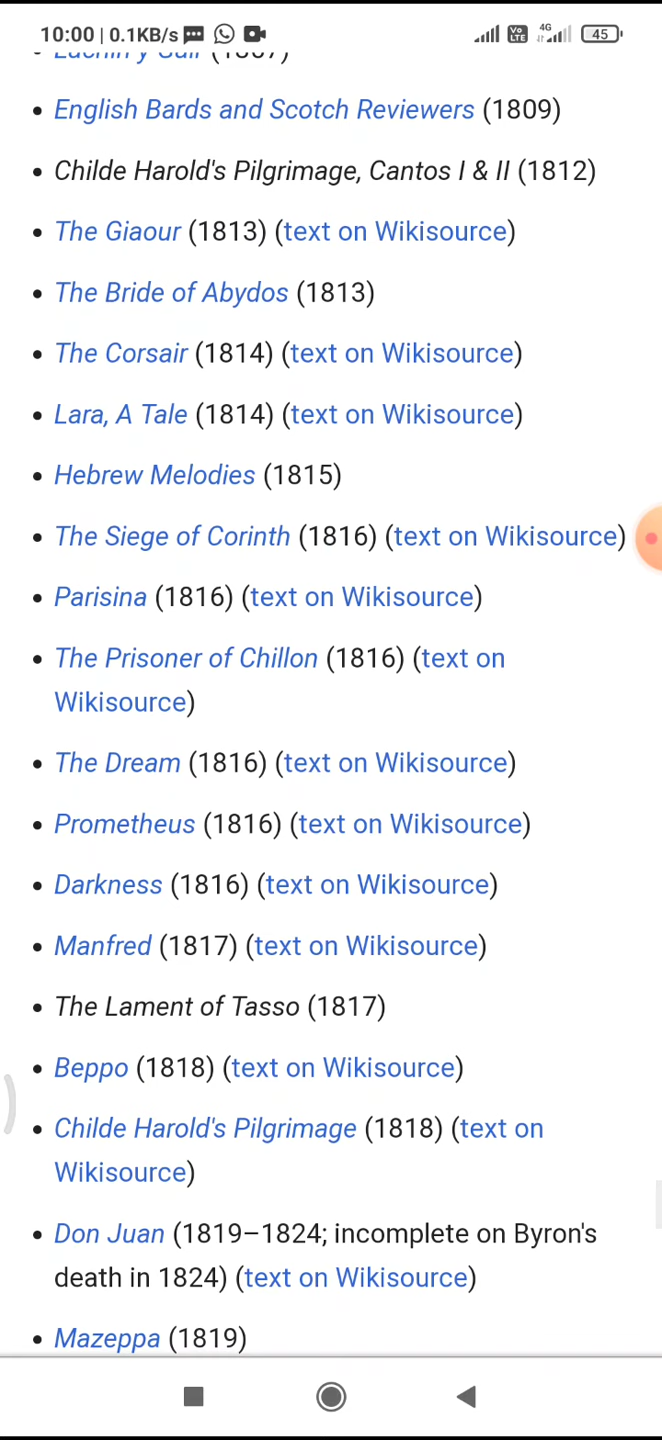 10:00 | 0.1KB/s
Vo LTE 4G 45
English Bards and Scotch Reviewers (1809)
Childe Harold's Pilgrimage, Cantos I & II (1812)
The Giaour (1813) (text on Wikisource)
The Bride of Abydos (1813)
The Corsair (1814) (text on Wikisource)
Lara, A Tale (1814) (text on Wikisource)
Hebrew Melodies (1815)
The Siege of Corinth (1816) (text on Wikisource)
Parisina (1816) (text on Wikisource)
The Prisoner of Chillon (1816) (text on
Wikisource)
The Dream (1816) (text on Wikisource)
Prometheus (1816) (text on Wikisource)
Darkness (1816) (text on Wikisource)
Manfred (1817) (text on Wikisource)
The Lament of Tasso (1817)
Beppo (1818) (text on Wikisource)
Childe Harold's Pilgrimage (1818) (text on
Wikisource)
Don Juan (1819–1824; incomplete on Byron's
death in 1824) (text on Wikisource)
Mazeppa (1819)